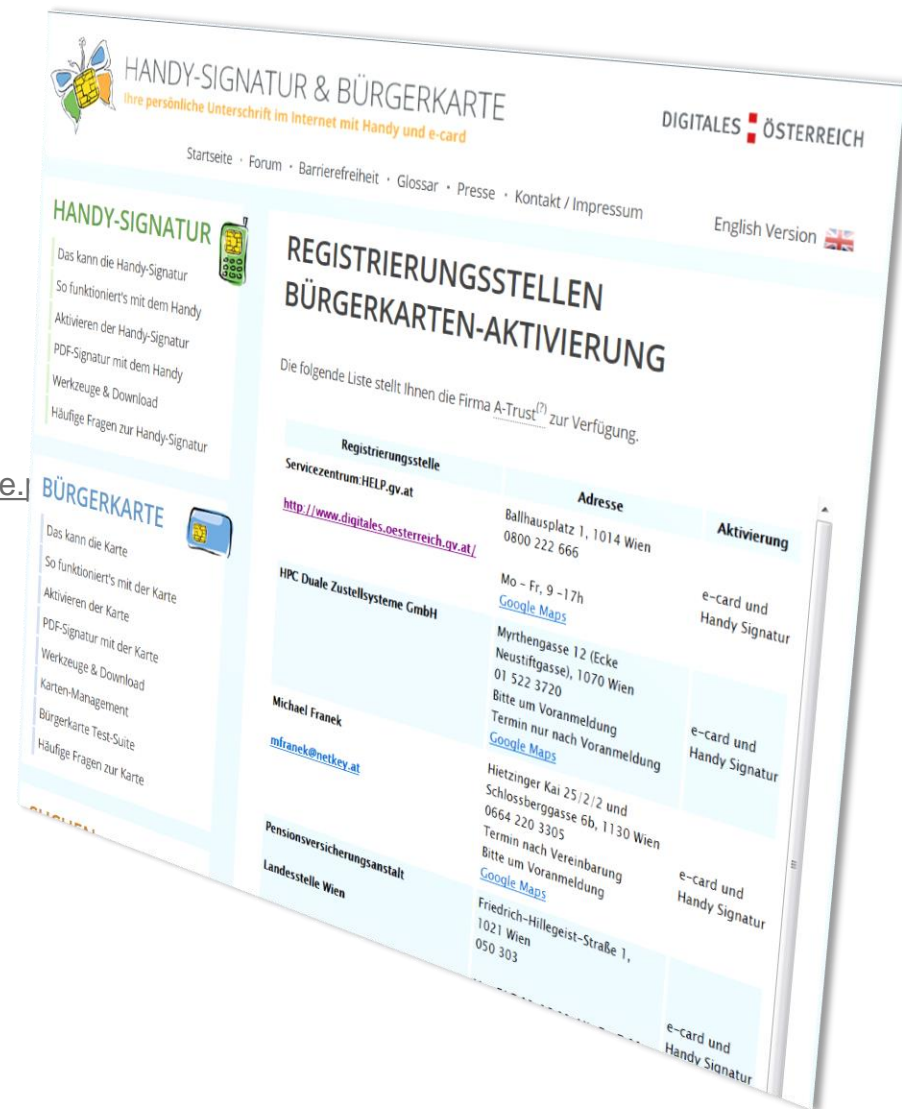 HANDY-SIGNATUR & BÜRGERKARTE
Ihre persönliche Unterschrift im Internet mit Handy und e-card
DIGITALES ÖSTERREICH
Startseite · Forum · Barrierefreiheit · Glossar · Presse · Kontakt / Impressum
English Version
HANDY-SIGNATUR
Das kann die Handy-Signatur
So funktioniert's mit dem Handy
Aktivieren der Handy-Signatur
PDF-Signatur mit dem Handy
Werkzeuge & Download
Häufige Fragen zur Handy-Signatur
e.
BÜRGERKARTE
Das kann die Karte
So funktioniert's mit der Karte
Aktivieren der Karte
PDF-Signatur mit der Karte
Werkzeuge & Download
Karten-Management
Bürgerkarte Test-Suite
Häufige Fragen zur Karte
SUCHEN
REGISTRIERUNGSSTELLEN
BÜRGERKARTEN-AKTIVIERUNG
Die folgende Liste stellt Ihnen die Firma A-Trust(?) zur Verfügung.
Registrierungsstelle
Adresse
Aktivierung
Servicezentrum:HELP.gv.at
http://www.digitales.oesterreich.gv.at/
Ballhausplatz 1, 1014 Wien
0800 222 666
Mo - Fr, 9 -17h
Google Maps
e-card und
Handy Signatur
HPC Duale Zustellsysteme GmbH
Myrthengasse 12 (Ecke
Neustiftgasse), 1070 Wien
01 522 3720
Bitte um Voranmeldung
Termin nur nach Voranmeldung
Google Maps
e-card und
Handy Signatur
Michael Franek
mfranek@netkey.at
Hietzinger Kai 25/2/2 und
Schlossberggasse 6b, 1130 Wien
0664 220 3305
Termin nach Vereinbarung
Bitte um Voranmeldung
Google Maps
e-card und
Handy Signatur
Pensionsversicherungsanstalt
Landesstelle Wien
Friedrich-Hillegeist-Straße 1,
1021 Wien
050 303
e-card und
Handy Signatur